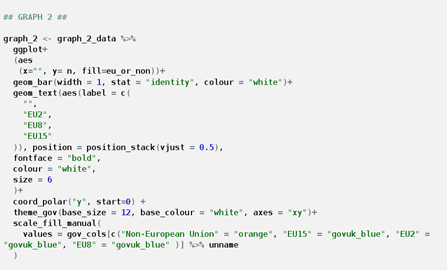 ## GRAPH 2 ##
graph_2 <- graph_2_data %>%
ggplot+
(aes
(x="", y= n, fill=eu_or_non))+
geom_bar(width = 1, stat = "identity", colour = "white")+
geom_text(aes(label = c(
"",
"EU2",
"EU8",
"EU15"
)), position = position_stack(vjust = 0.5),
fontface = "bold",
colour = "white",
size = 6
)+
coord_polar("y", start=0) +
theme_gov(base_size = 12, base_colour = "white", axes = "xy")+
scale_fill_manual(
values = gov_cols[c("Non-European Union" = "orange", "EU15" = "govuk_blue", "EU2" =
"govuk_blue", "EU8" = "govuk_blue" )] %>% unname
)